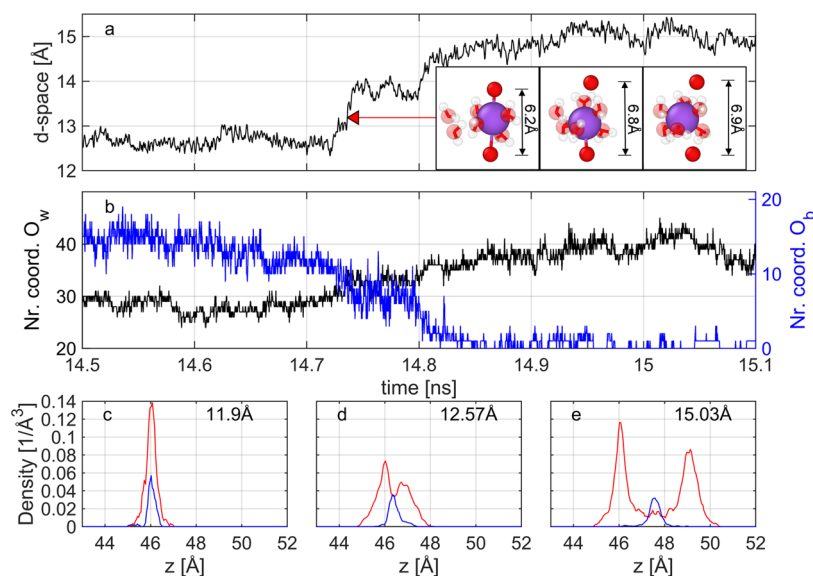 a
d-space [Å]
15
14
13
12
6.2Å
6.8Å
6.9Å
b
Nr. coord. O_w
40
30
20
Nr. coord. O_b
20
10
0
14.5 14.6 14.7 14.8 14.9 15 15.1
time [ns]
Density [1/Å³]
0.14
0.12
0.1
0.08
0.06
0.04
0.02
0
c 11.9Å
44 46 48 50 52
z [Å]
d 12.57Å
44 46 48 50 52
z [Å]
e 15.03Å
44 46 48 50 52
z [Å]